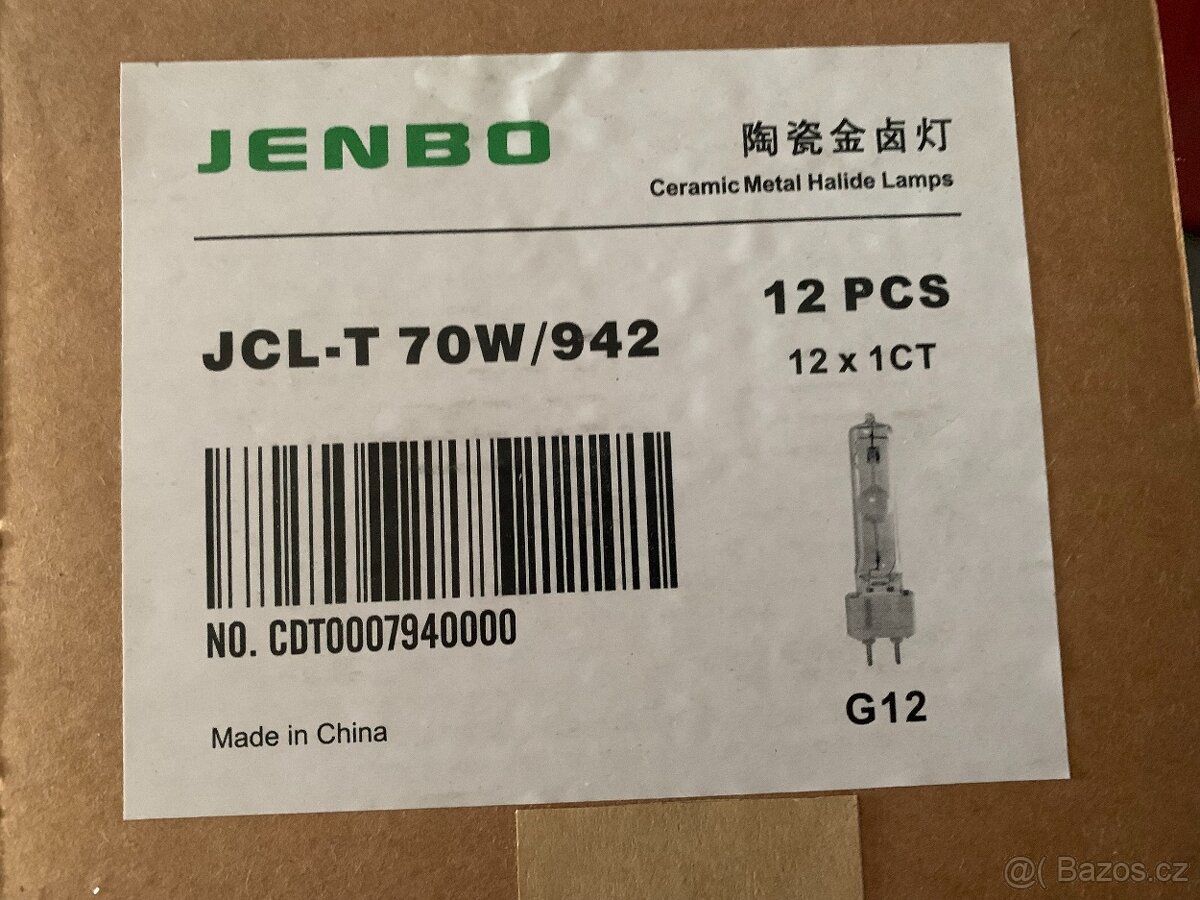 JENBO
陶瓷金卤灯
Ceramic Metal Halide Lamps
12 PCS
JCL-T 70W/942
12 x 1CT
NO. CDT0007940000
G12
Made in China
@( Bazos.cz